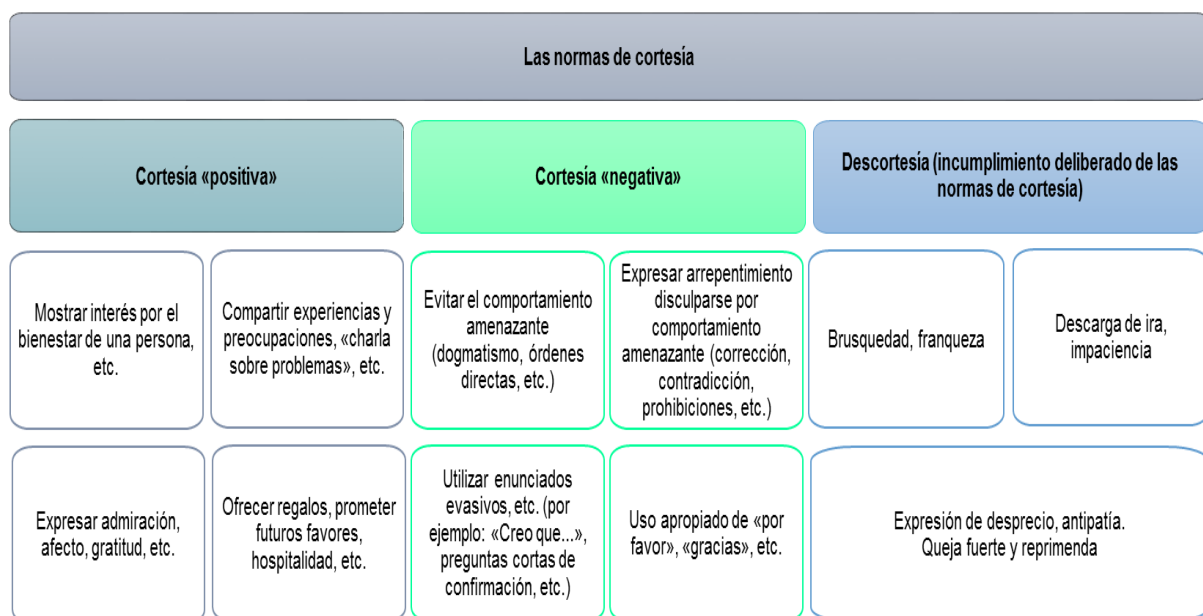 Las normas de cortesía
Cortesía «positiva»
Cortesía «negativa»
Descortesía (incumplimiento deliberado de las
normas de cortesía)
Mostrar interés por el
bienestar de una persona,
etc.
Compartir experiencias y
preocupaciones, «charla
sobre problemas», etc.
Evitar el comportamiento
amenazante
(dogmatismo, órdenes
directas, etc.)
Expresar arrepentimiento
disculparse por
comportamiento
amenazante (corrección,
contradicción,
prohibiciones, etc.)
Brusquedad, franqueza
Descarga de ira,
impaciencia
Expresar admiración,
afecto, gratitud, etc.
Ofrecer regalos, prometer
futuros favores,
hospitalidad, etc.
Utilizar enunciados
evasivos, etc. (por
ejemplo: «Creo que...»,
preguntas cortas de
confirmación, etc.)
Uso apropiado de «por
favor», «gracias», etc.
Expresión de desprecio, antipatía.
Queja fuerte y reprimenda